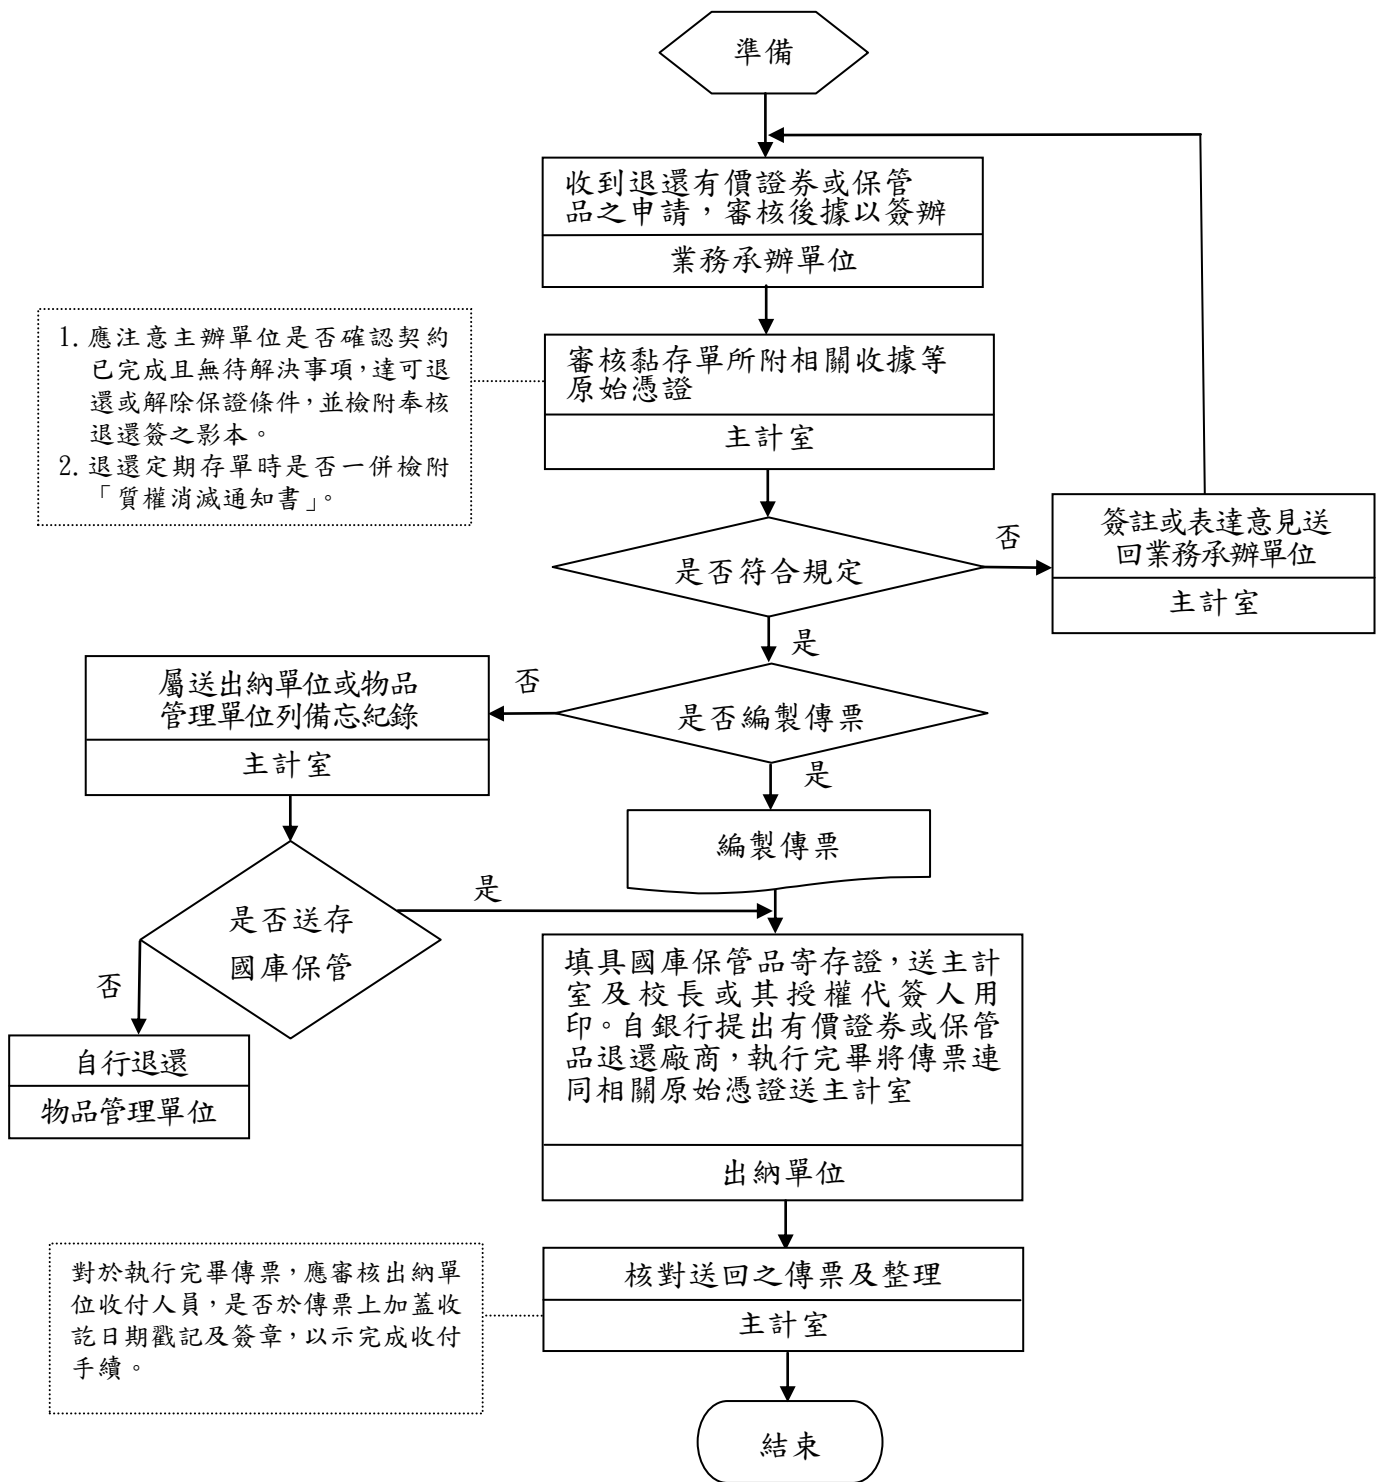 準備
收到退還有價證券或保管
品之申請，審核後據以簽辦
業務承辦單位
1. 應注意主辦單位是否確認契約
已完成且無待解決事項，達可退
還或解除保證條件，並檢附奉核
退還簽之影本。
2. 退還定期存單時是否一併檢附
「質權消滅通知書」。
審核黏存單所附相關收據等
原始憑證
主計室
是否符合規定
否
簽註或表達意見送
回業務承辦單位
主計室
是
是否編製傳票
否
屬送出納單位或物品
管理單位列備忘紀錄
主計室
是
編製傳票
是否送存
國庫保管
是
否
自行退還
物品管理單位
填具國庫保管品寄存證，送主計
室及校長或其授權代簽人用
印。自銀行提出有價證券或保管
品退還廠商，執行完畢將傳票連
同相關原始憑證送主計室
出納單位
對於執行完畢傳票，應審核出納單
位收付人員，是否於傳票上加蓋收
訖日期戳記及簽章，以示完成收付
手續。
核對送回之傳票及整理
主計室
結束